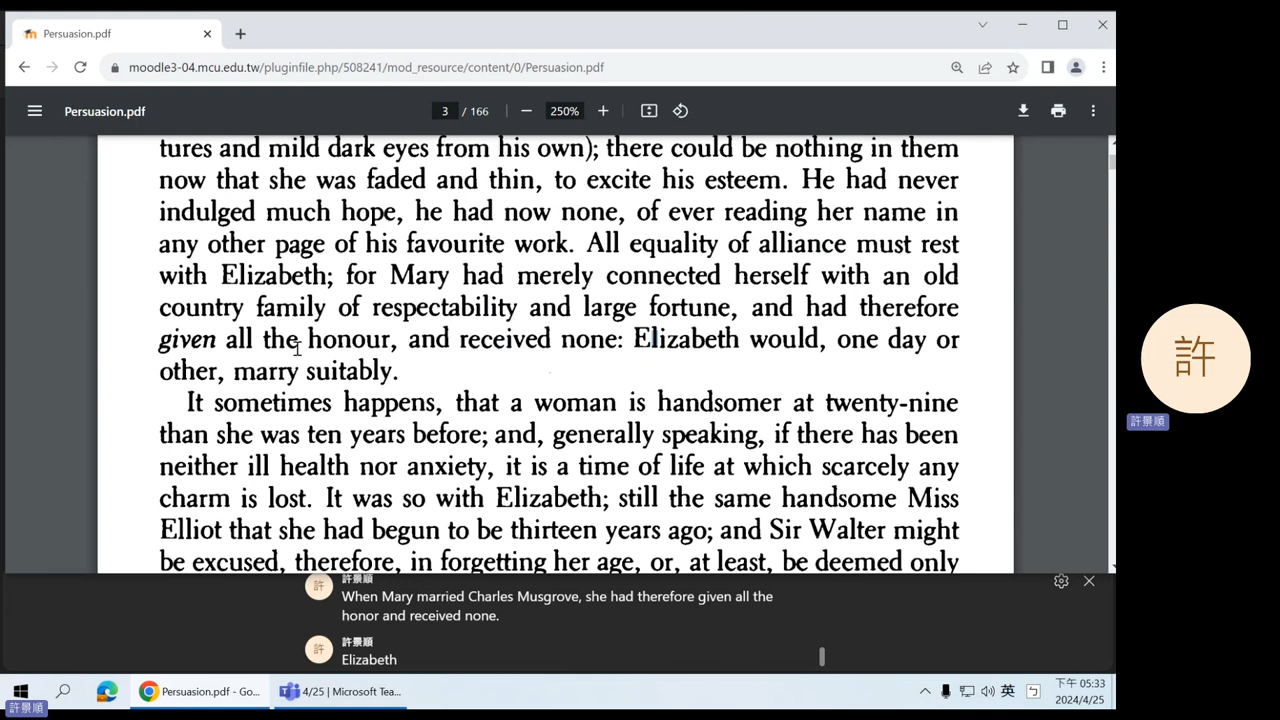 Persuasion.pdf
moodle3-04.mcu.edu.tw/pluginfile.php/508241/mod_resource/content/0/Persuasion.pdf
Persuasion.pdf
3 / 166
250%
tures and mild dark eyes from his own); there could be nothing in them
now that she was faded and thin, to excite his esteem. He had never
indulged much hope, he had now none, of ever reading her name in
any other page of his favourite work. All equality of alliance must rest
with Elizabeth; for Mary had merely connected herself with an old
country family of respectability and large fortune, and had therefore
given all the honour, and received none: Elizabeth would, one day or
other, marry suitably.
It sometimes happens, that a woman is handsomer at twenty-nine
than she was ten years before; and, generally speaking, if there has been
neither ill health nor anxiety, it is a time of life at which scarcely any
charm is lost. It was so with Elizabeth; still the same handsome Miss
Elliot that she had begun to be thirteen years ago; and Sir Walter might
be excused, therefore, in forgetting her age, or, at least, be deemed only
許
許景順
許
許景順
When Mary married Charles Musgrove, she had therefore given all the
honor and received none.
許
許景順
Elizabeth
Persuasion.pdf - Go...
4/25 | Microsoft Tea...
英
ㄅ
下午 05:33
2024/4/25
許景順